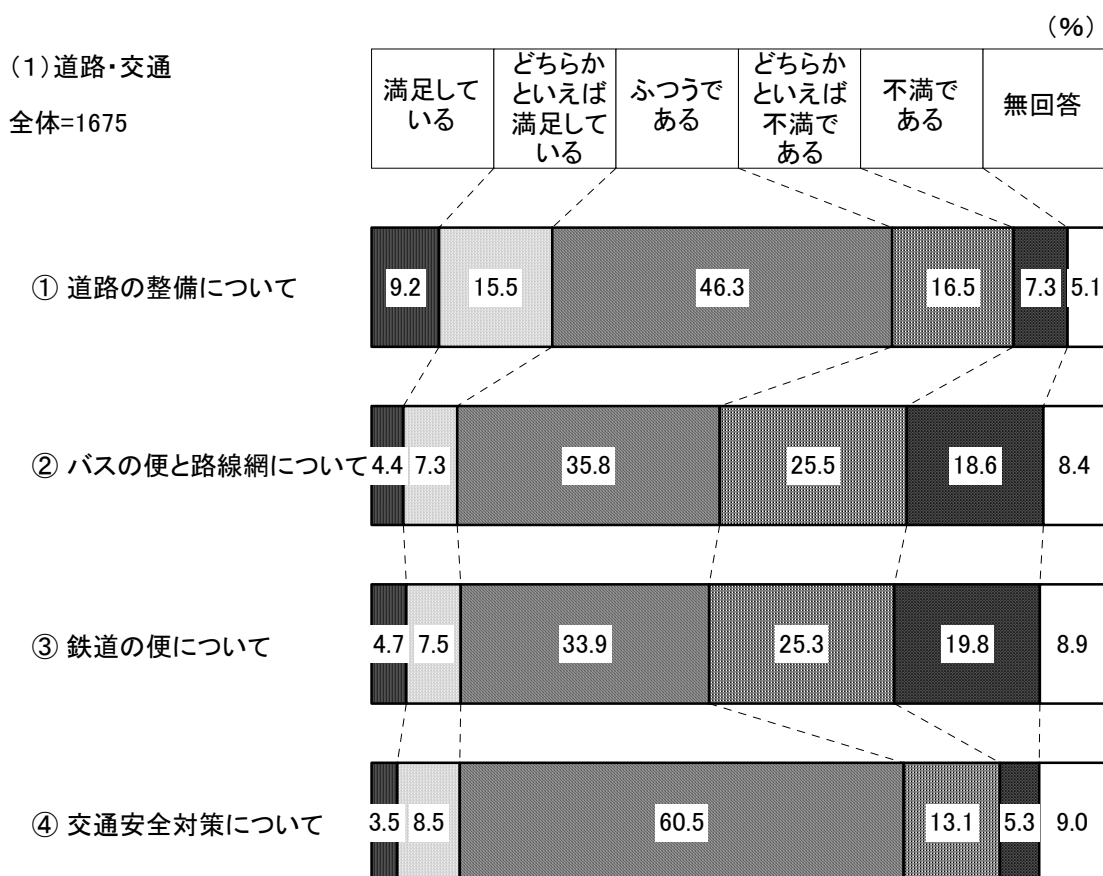 (%)
(1)道路・交通
全体=1675
満足して
いる
どちらか
といえば
満足して
いる
ふつうで
ある
どちらか
といえば
不満で
ある
不満で
ある
無回答
① 道路の整備について
9.2 15.5 46.3 16.5 7.3 5.1
② バスの便と路線網について
4.4 7.3 35.8 25.5 18.6 8.4
③ 鉄道の便について
4.7 7.5 33.9 25.3 19.8 8.9
④ 交通安全対策について
3.5 8.5 60.5 13.1 5.3 9.0